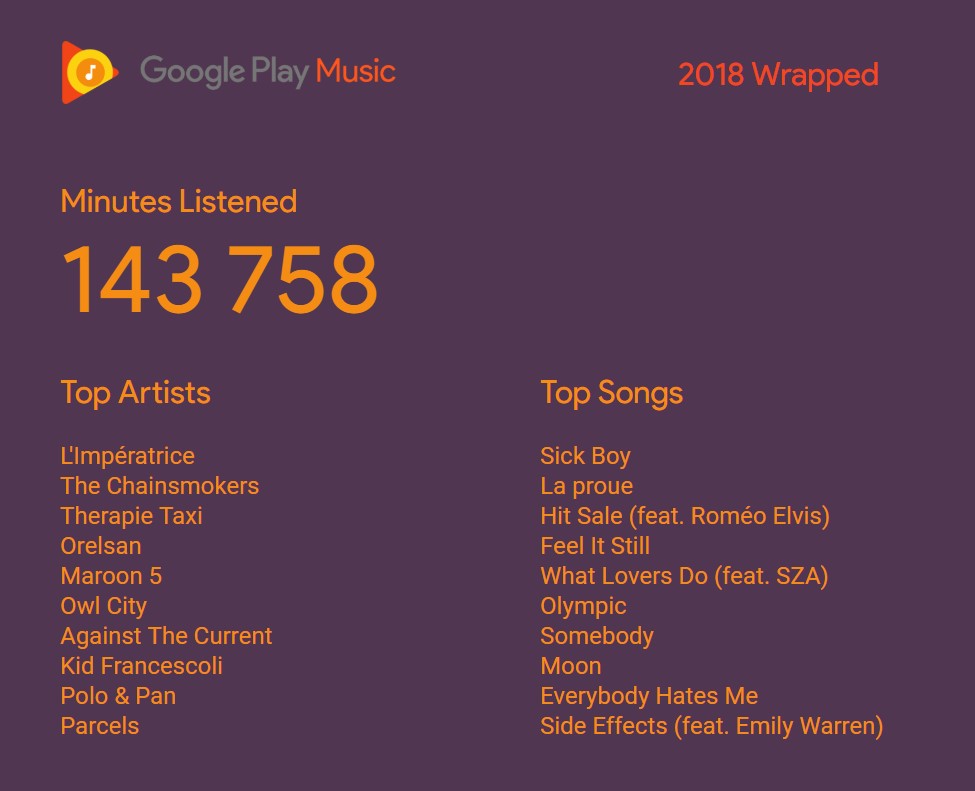 Google Play Music
2018 Wrapped
Minutes Listened
143 758
Top Artists
L'Impératrice
The Chainsmokers
Therapie Taxi
Orelsan
Maroon 5
Owl City
Against The Current
Kid Francescoli
Polo & Pan
Parcels
Top Songs
Sick Boy
La proue
Hit Sale (feat. Roméo Elvis)
Feel It Still
What Lovers Do (feat. SZA)
Olympic
Somebody
Moon
Everybody Hates Me
Side Effects (feat. Emily Warren)